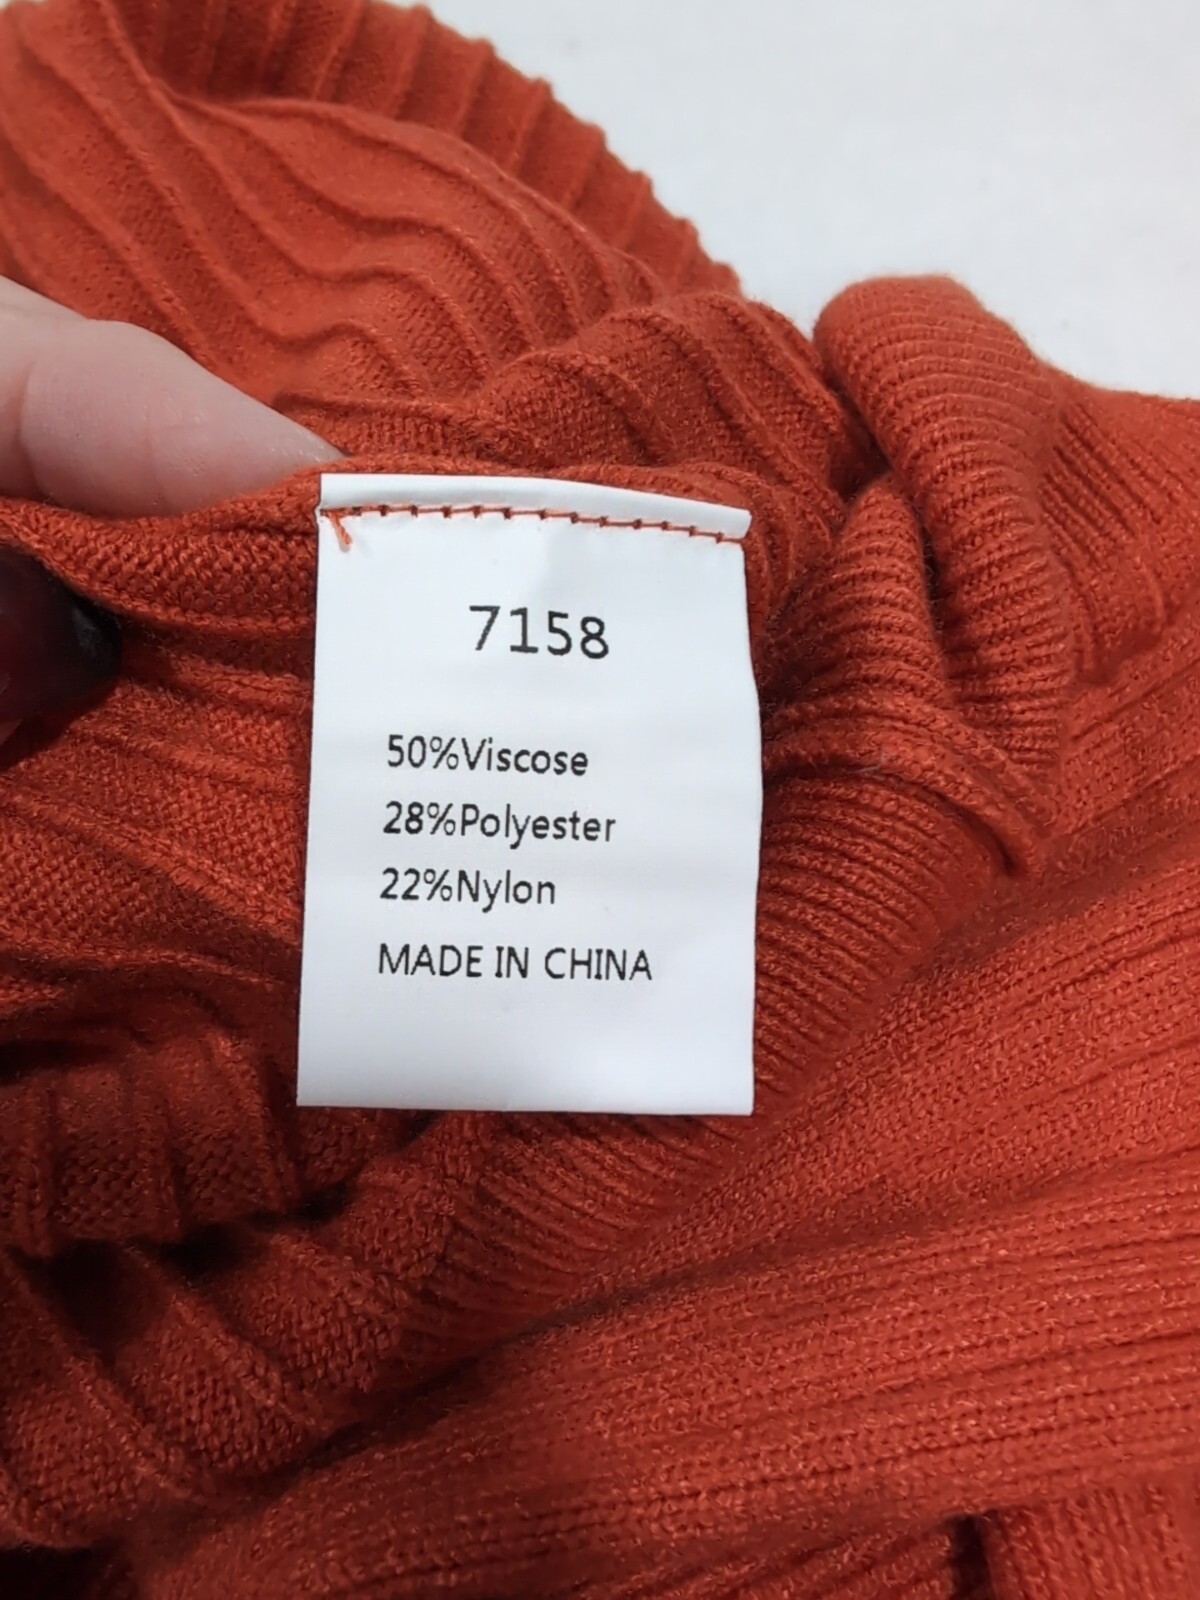 7158
50%Viscose
28%Polyester
22%Nylon
MADE IN CHINA